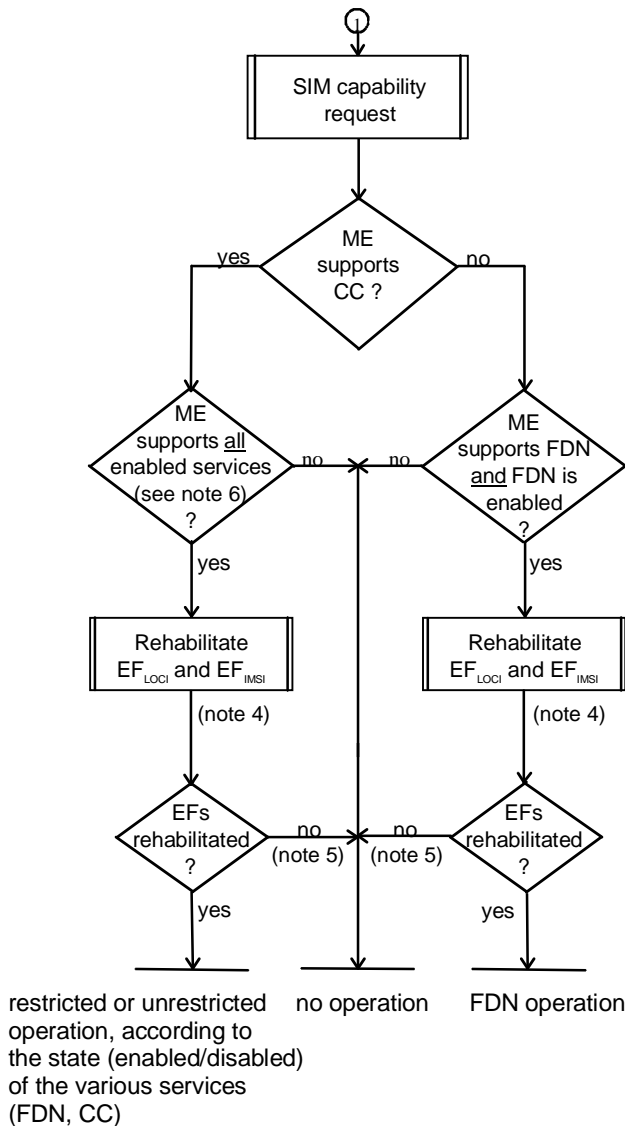 SIM capability
request
ME
supports
CC ?
yes
no
ME
supports all
enabled services
(see note 6)
?
no
no
ME
supports FDN
and FDN is
enabled
?
yes
yes
Rehabilitate
EFLOCI and EFIMSI
Rehabilitate
EFLOCI and EFIMSI
(note 4)
(note 4)
EFs
rehabilitated
?
no
(note 5)
no
(note 5)
EFs
rehabilitated
?
yes
yes
restricted or unrestricted
operation, according to
the state (enabled/disabled)
of the various services
(FDN, CC)
no operation
FDN operation